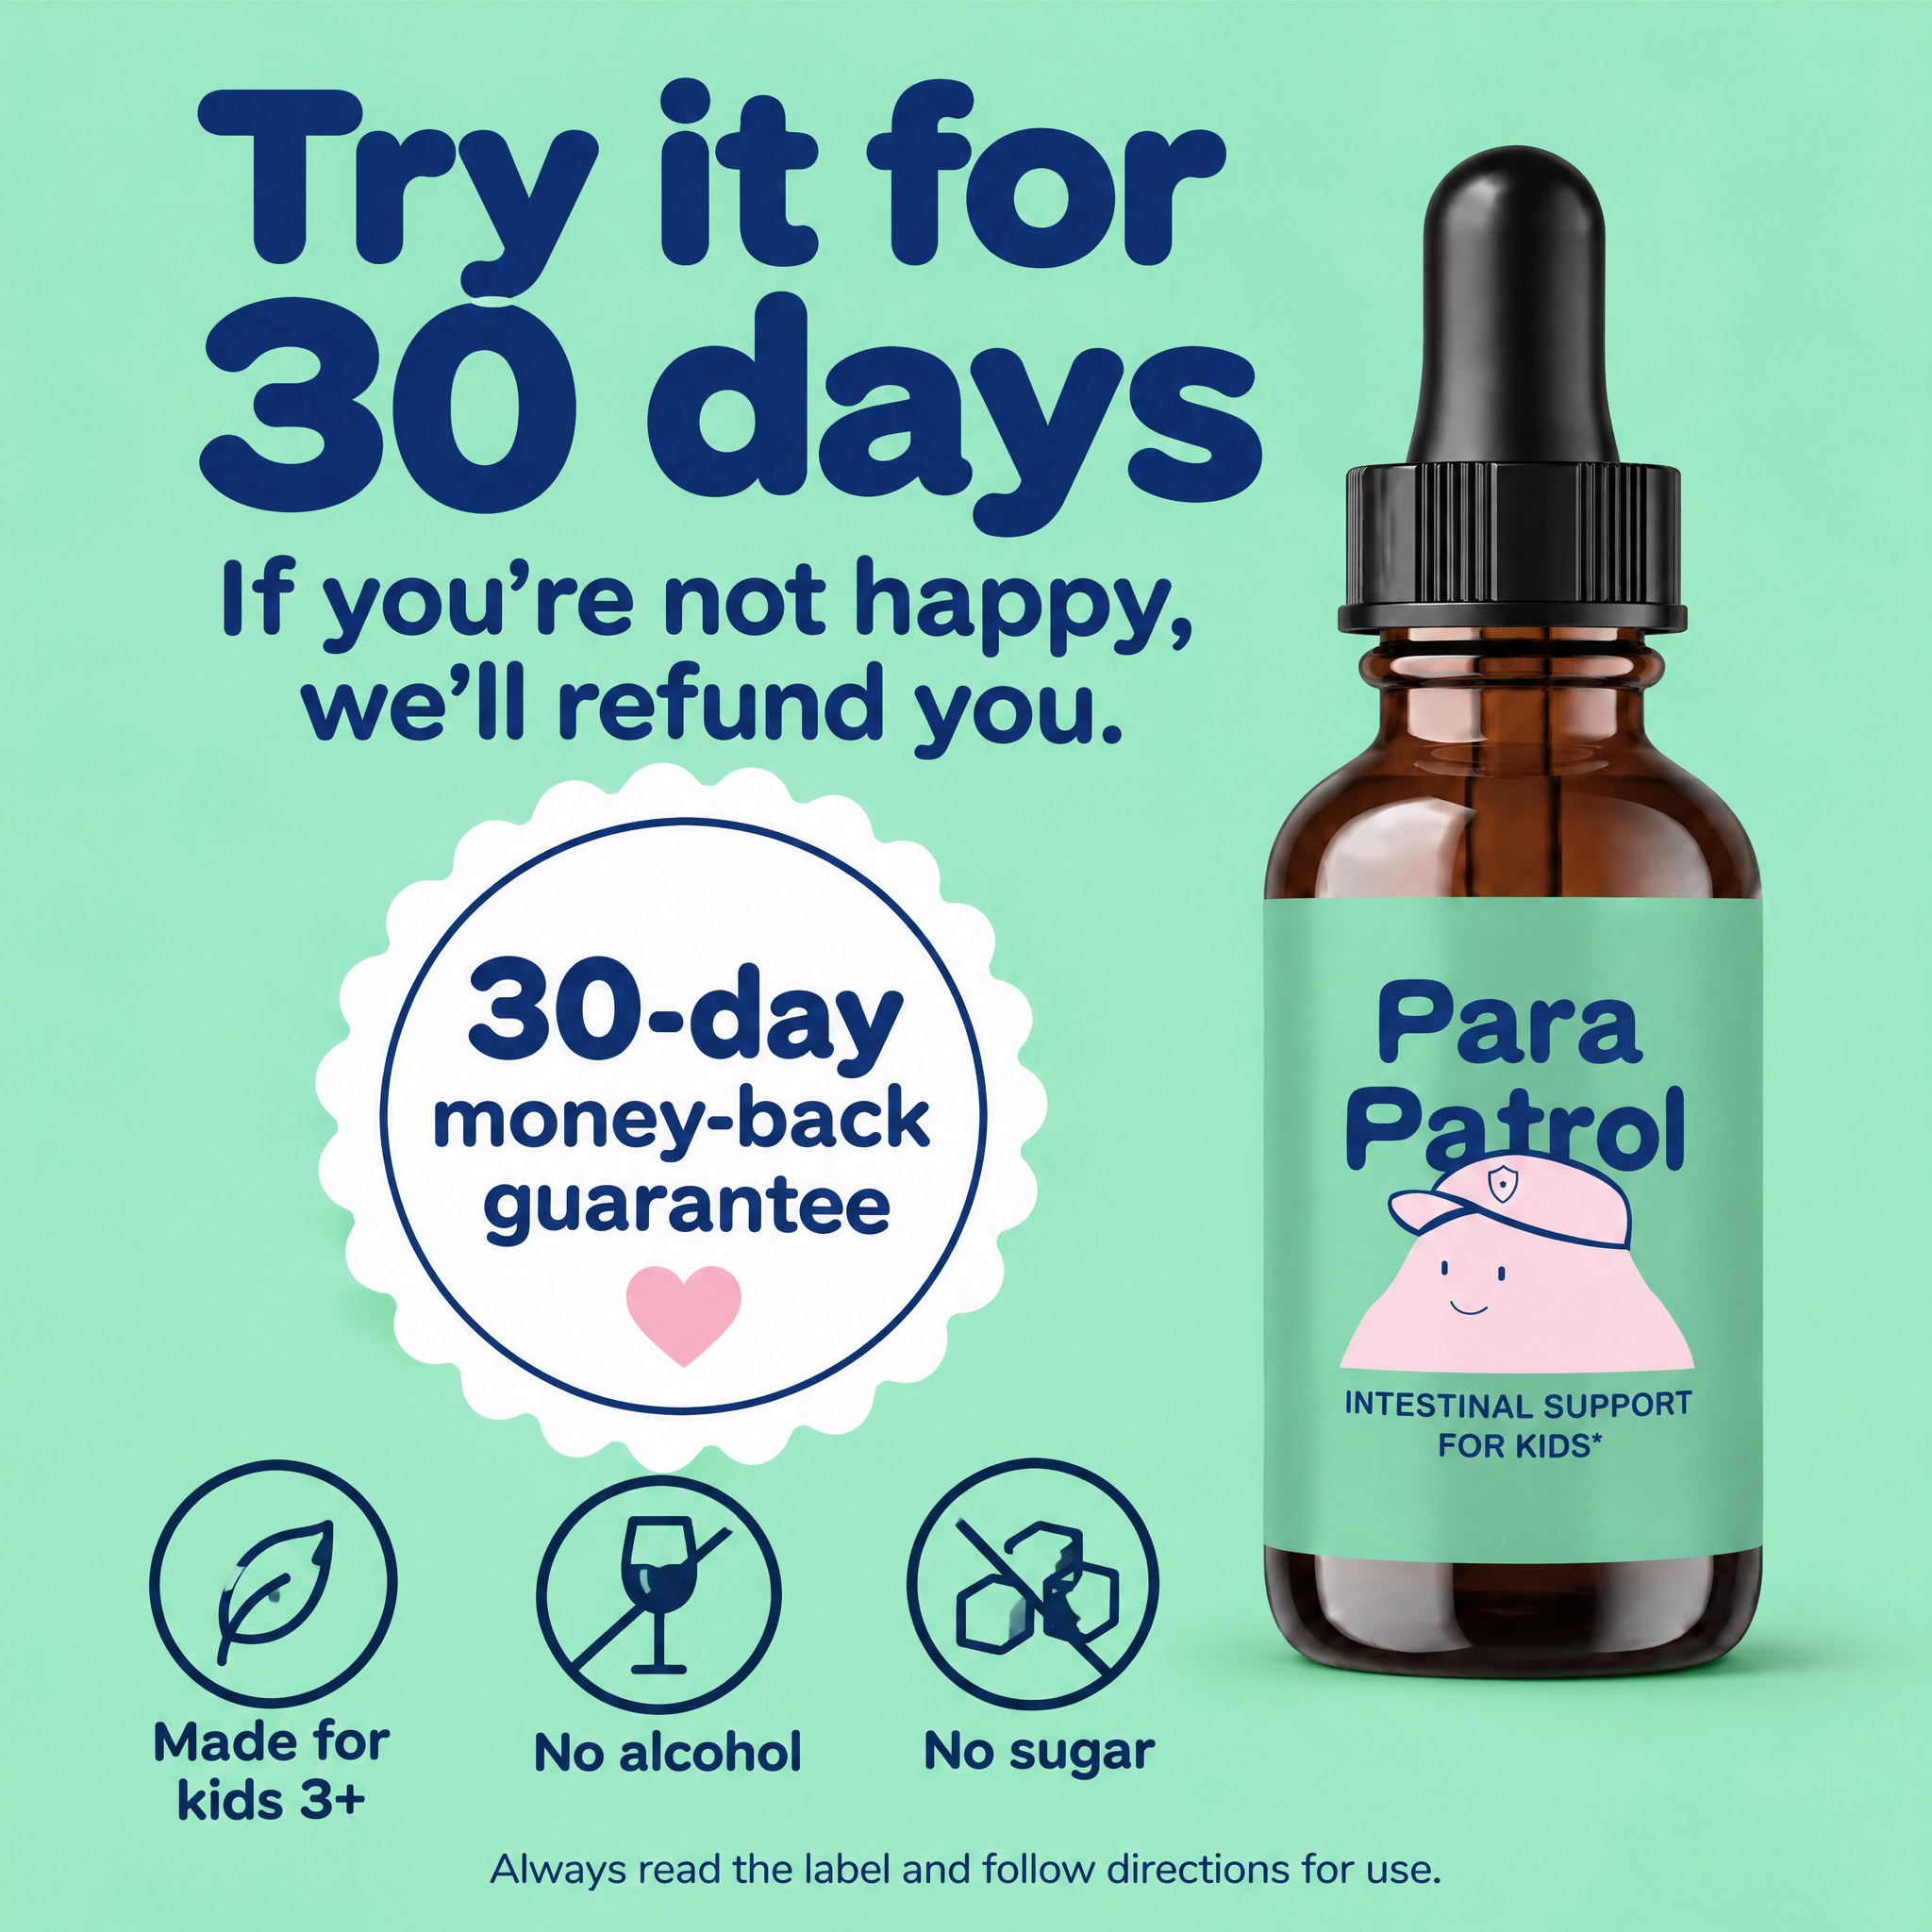 Try it for
30 days
If you’re not happy,
we’ll refund you.
30-day
money-back
guarantee
Para
Patrol
INTESTINAL SUPPORT
FOR KIDS*
Made for
kids 3+
No alcohol
No sugar
Always read the label and follow directions for use.